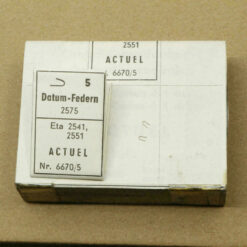 2551
ACTUEL
Nr. 6670/5
5
Datum-Federn
2575
Eta 2541,
2551
ACTUEL
Nr. 6670/5